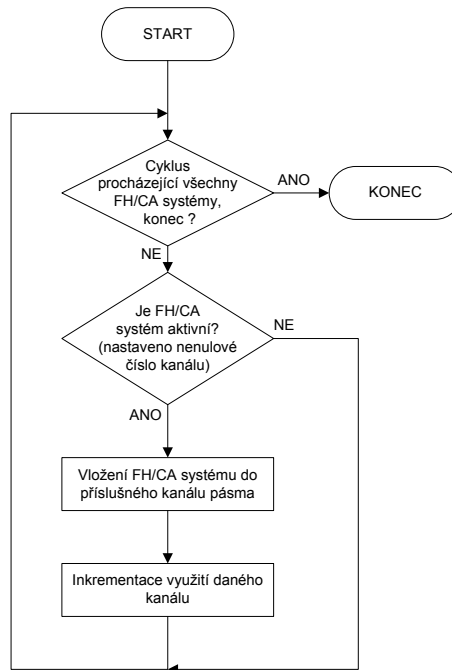 START
Cyklus
procházející všechny
FH/CA systémy,
konec ?
ANO
KONEC
NE
Je FH/CA
systém aktivní?
(nastaveno nenulové
číslo kanálu)
NE
ANO
Vložení FH/CA systému do
příslušného kanálu pásma
Inkrementace využití daného
kanálu